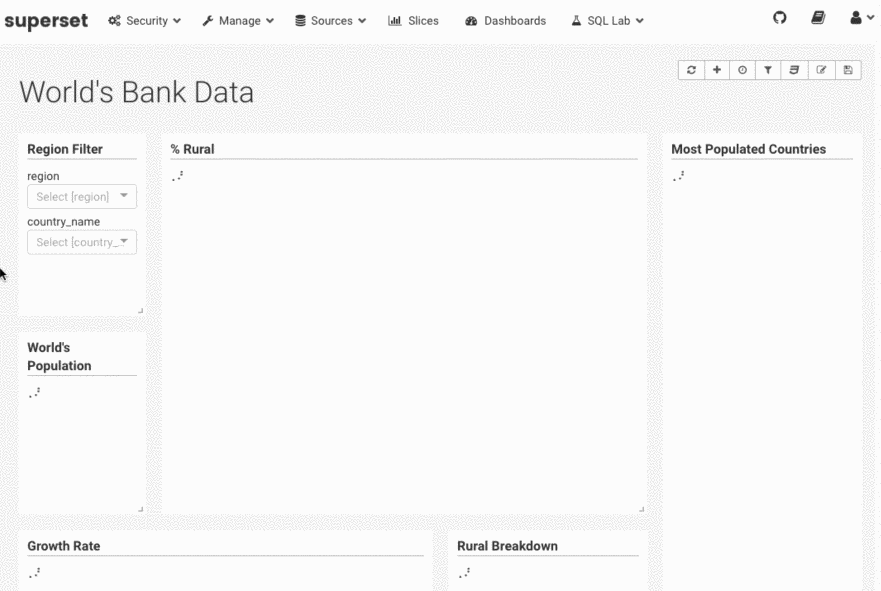 superset Security Manage Sources Slices Dashboards SQL Lab
World's Bank Data
Region Filter
region
Select [region]
country_name
Select [country_...
% Rural
Most Populated Countries
World's
Population
Growth Rate
Rural Breakdown